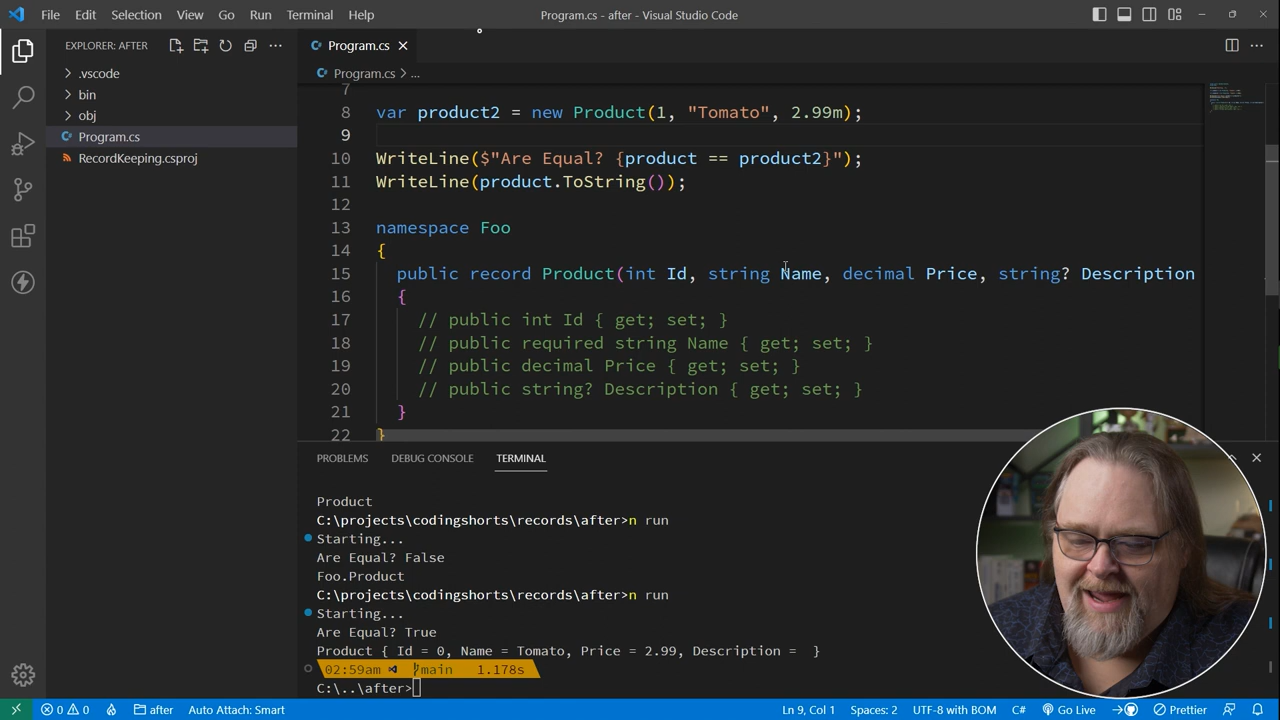 File Edit Selection View Go Run Terminal Help Program.cs - after - Visual Studio Code
EXPLORER: AFTER
.vscode
bin
obj
Program.cs
RecordKeeping.csproj
Program.cs
Program.cs > ...
7
8 var product2 = new Product(1, "Tomato", 2.99m);
9
10 WriteLine($"Are Equal? {product == product2}");
11 WriteLine(product.ToString());
12
13 namespace Foo
14 {
15 public record Product(int Id, string Name, decimal Price, string? Description
16 {
17 // public int Id { get; set; }
18 // public required string Name { get; set; }
19 // public decimal Price { get; set; }
20 // public string? Description { get; set; }
21 }
22 }
PROBLEMS DEBUG CONSOLE TERMINAL
Product
C:\projects\codingshorts\records\after>n run
Starting...
Are Equal? False
Foo.Product
C:\projects\codingshorts\records\after>n run
Starting...
Are Equal? True
Product { Id = 0, Name = Tomato, Price = 2.99, Description =  }
02:59am main 1.178s
C:\..\after>
0 0 after Auto Attach: Smart Ln 9, Col 1 Spaces: 2 UTF-8 with BOM CRLF C# Go Live Prettier